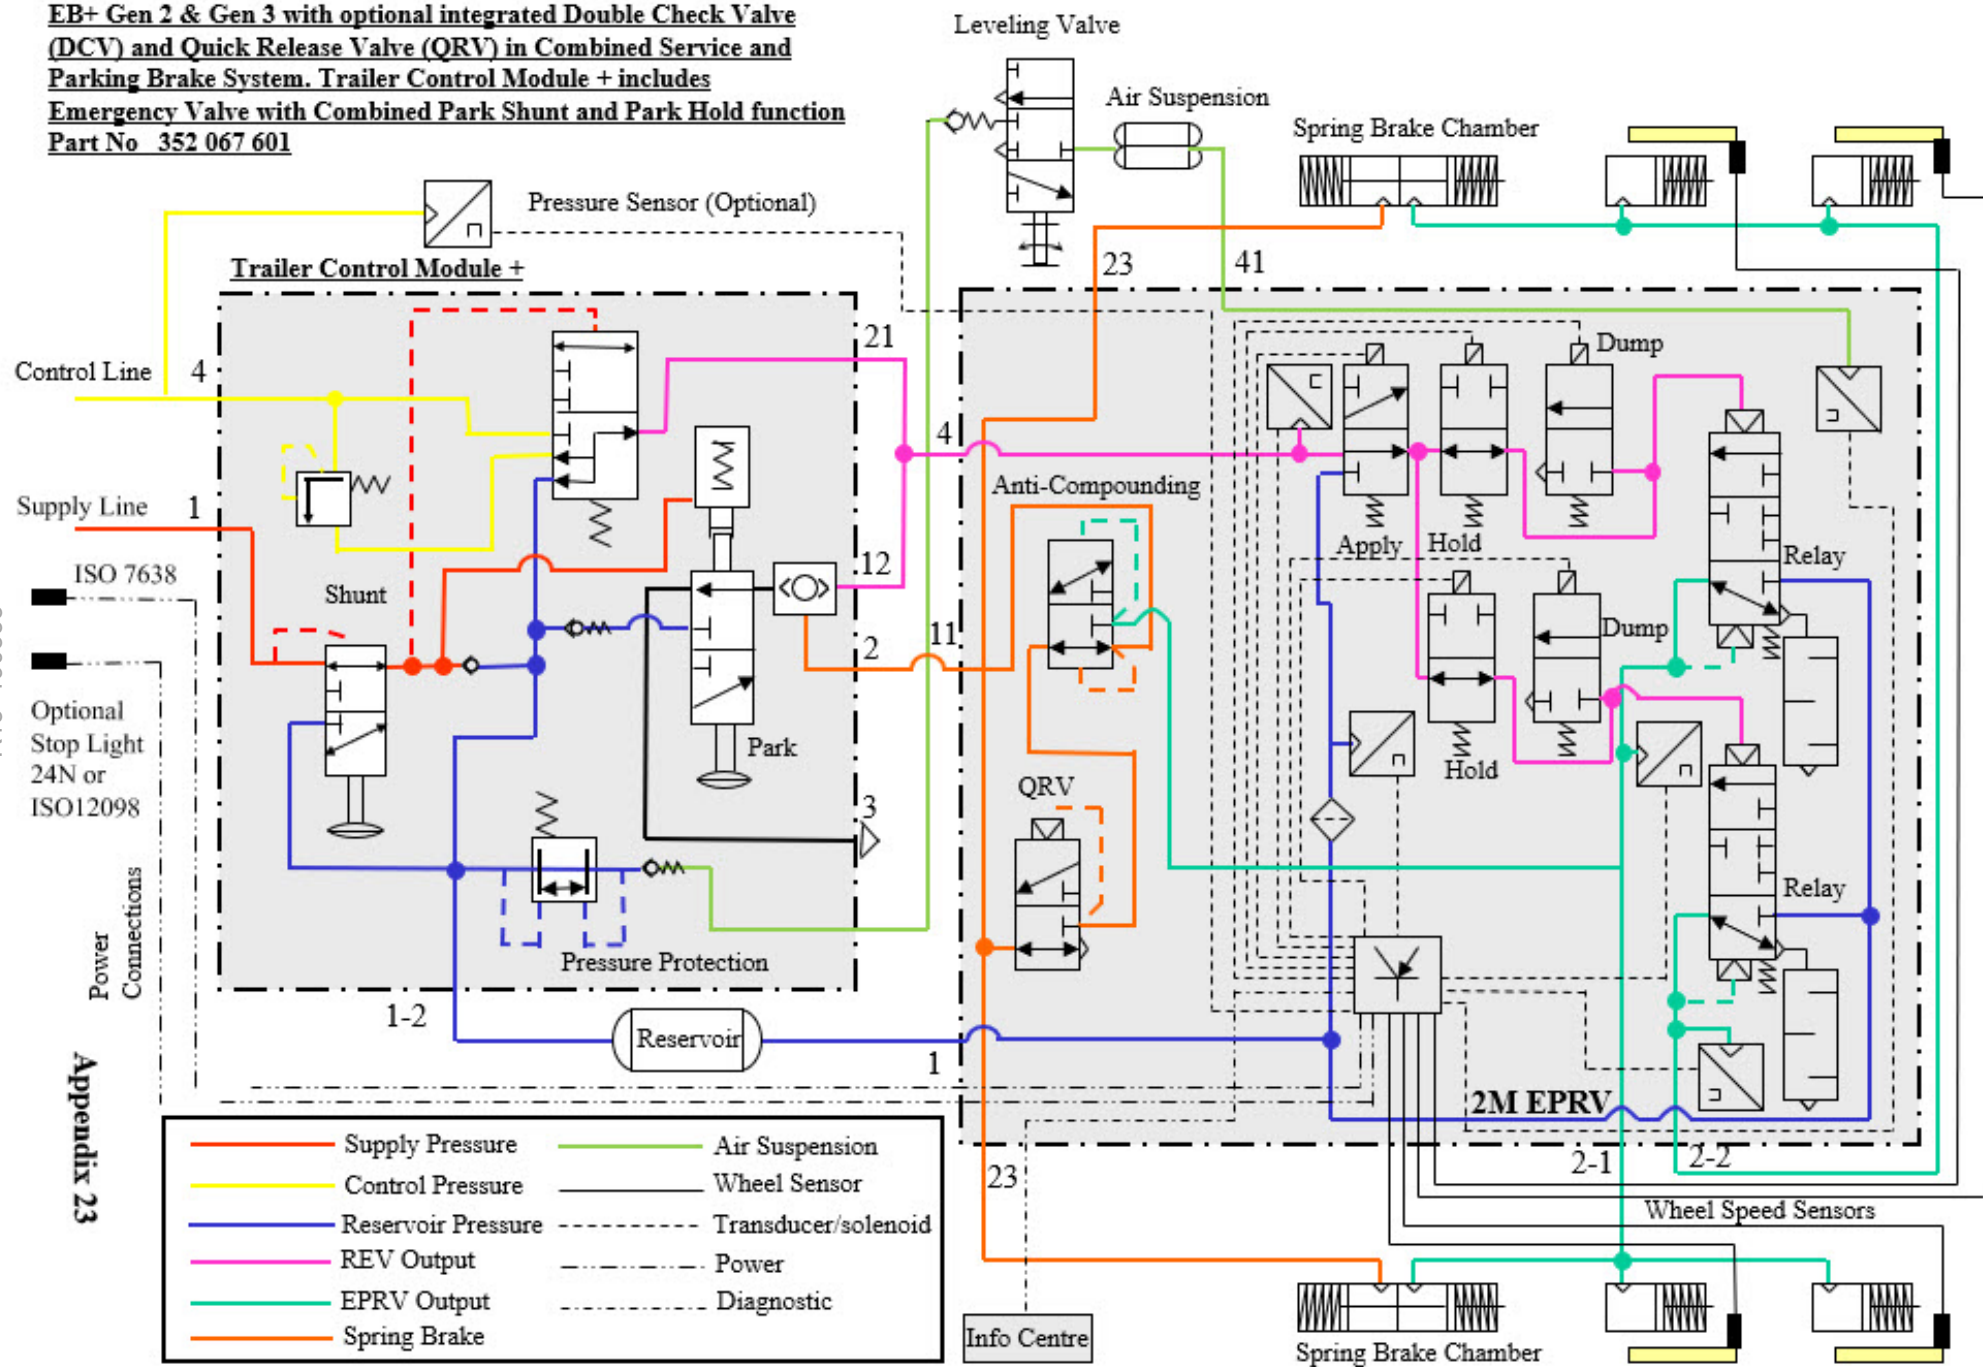 EB+ Gen 2 & Gen 3 with optional integrated Double Check Valve
(DCV) and Quick Release Valve (QRV) in Combined Service and
Parking Brake System. Trailer Control Module + includes
Emergency Valve with Combined Park Shunt and Park Hold function
Part No 352 067 601
Leveling Valve
Air Suspension
Spring Brake Chamber
Pressure Sensor (Optional)
Trailer Control Module +
23
41
21
Control Line
4
Dump
4
Supply Line
1
Anti-Compounding
Apply
Hold
Relay
12
ISO 7638
Shunt
2
11
Dump
Optional
Stop Light
24N or
ISO12098
Park
Hold
QRV
3
Relay
Power
Connections
Pressure Protection
1-2
Reservoir
1
2M EPRV
Appendix 23
Supply Pressure
Air Suspension
Control Pressure
Wheel Sensor
Reservoir Pressure
Transducer/solenoid
REV Output
Power
EPRV Output
Diagnostic
Spring Brake
23
2-1
2-2
Wheel Speed Sensors
Info Centre
Spring Brake Chamber